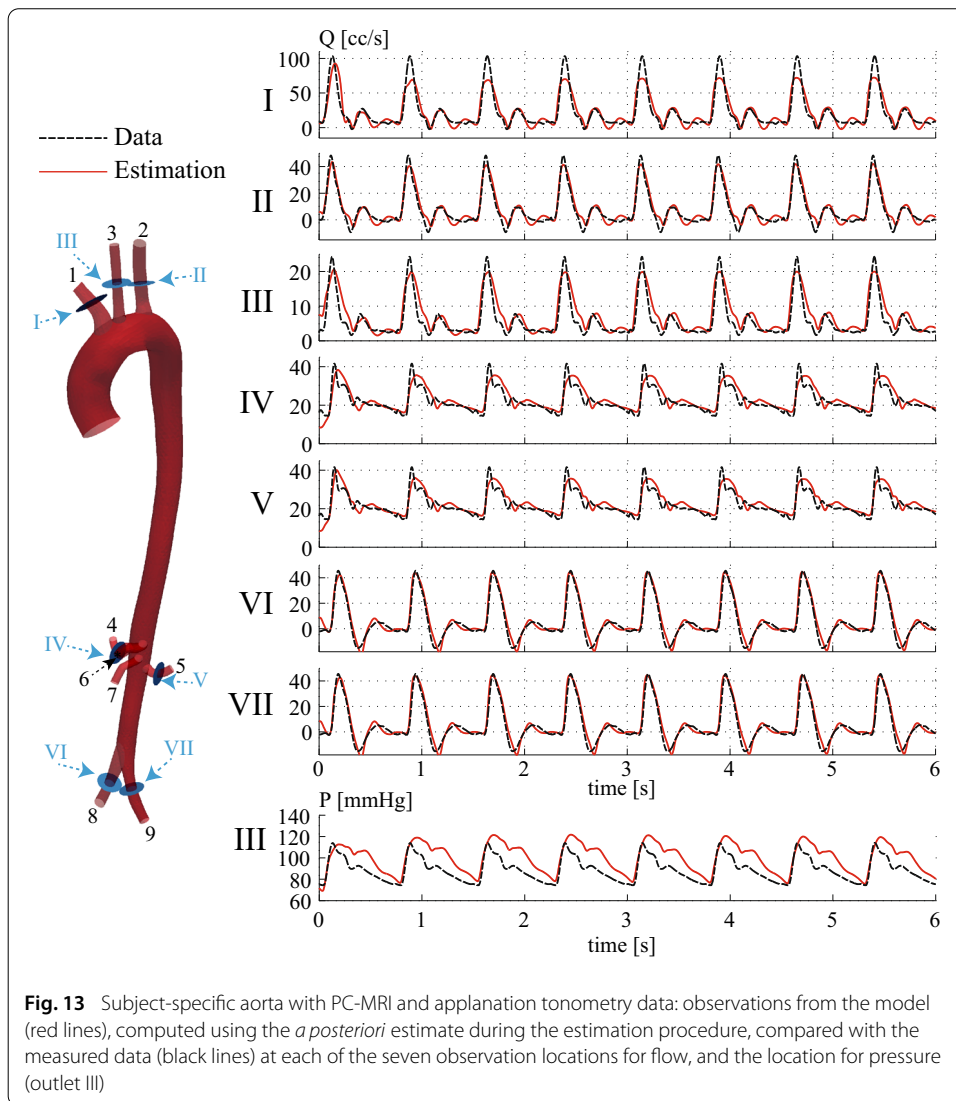 Q [cc/s]
100
50
0
I
Data
Estimation
40
20
0
II
20
10
0
III
40
20
0
IV
40
20
0
V
40
20
0
VI
40
20
0
VII
0 1 2 3 4 5 6
time [s]
P [mmHg]
140
120
100
80
60
III
0 1 2 3 4 5 6
time [s]
III 3 2
1
II
I
4
IV
6 5
7 V
VI VII
8
9
Fig. 13 Subject-specific aorta with PC-MRI and applanation tonometry data: observations from the model
(red lines), computed using the a posteriori estimate during the estimation procedure, compared with the
measured data (black lines) at each of the seven observation locations for flow, and the location for pressure
(outlet III)